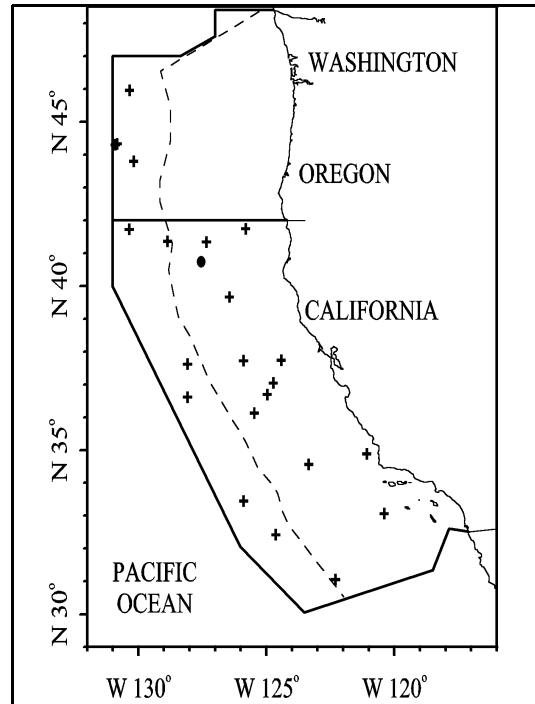 WASHINGTON
N 45°
OREGON
N 40°
CALIFORNIA
N 35°
PACIFIC
OCEAN
N 30°
W 130°
W 125°
W 120°